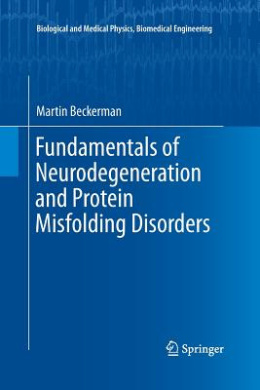 Biological and Medical Physics, Biomedical Engineering
Martin Beckerman
Fundamentals of
Neurodegeneration
and Protein
Misfolding Disorders
Springer